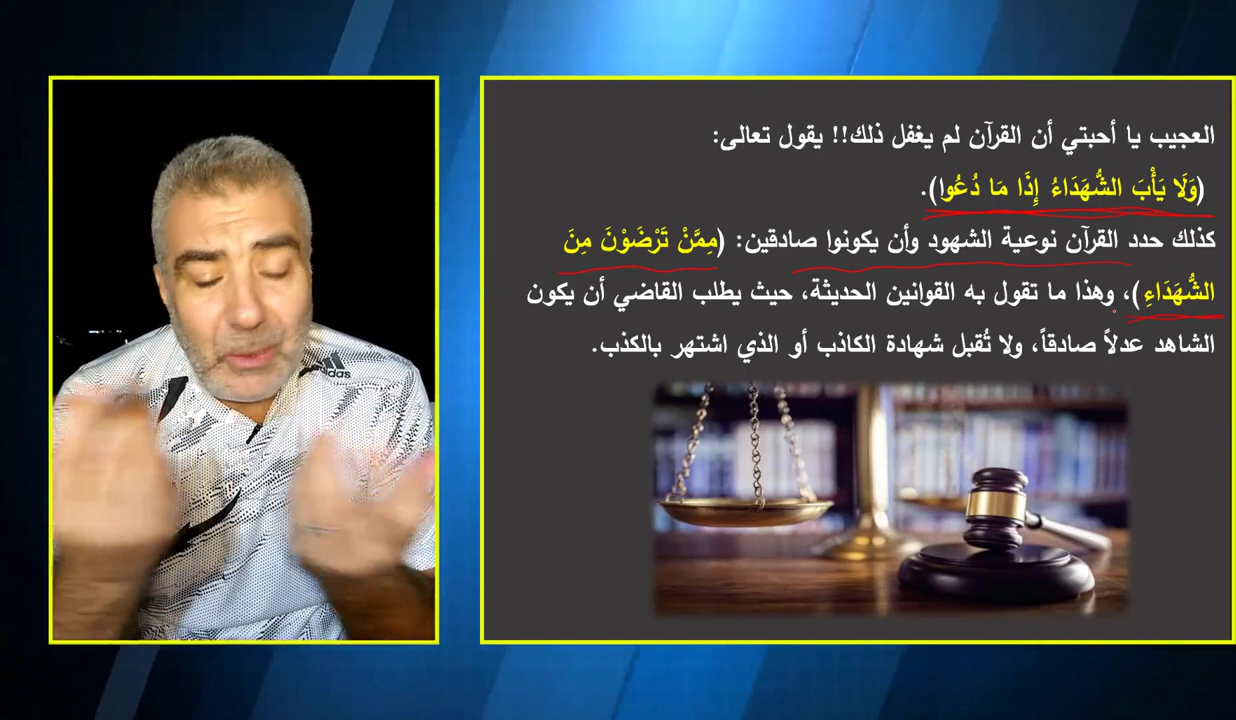 العجيب يا أحبتي أن القرآن لم يغفل ذلك!! يقول تعالى:
(وَلَا يَأْبَ الشُّهَدَاءُ إِذَا مَا دُعُوا).
كذلك حدد القرآن نوعية الشهود وأن يكونوا صادقين: (مِمَّنْ تَرْضَوْنَ مِنَ
الشُّهَدَاءِ)، وهذا ما تقول به القوانين الحديثة، حيث يطلب القاضي أن يكون
الشاهد عدلاً صادقاً، ولا تُقبل شهادة الكاذب أو الذي اشتهر بالكذب.
adidas